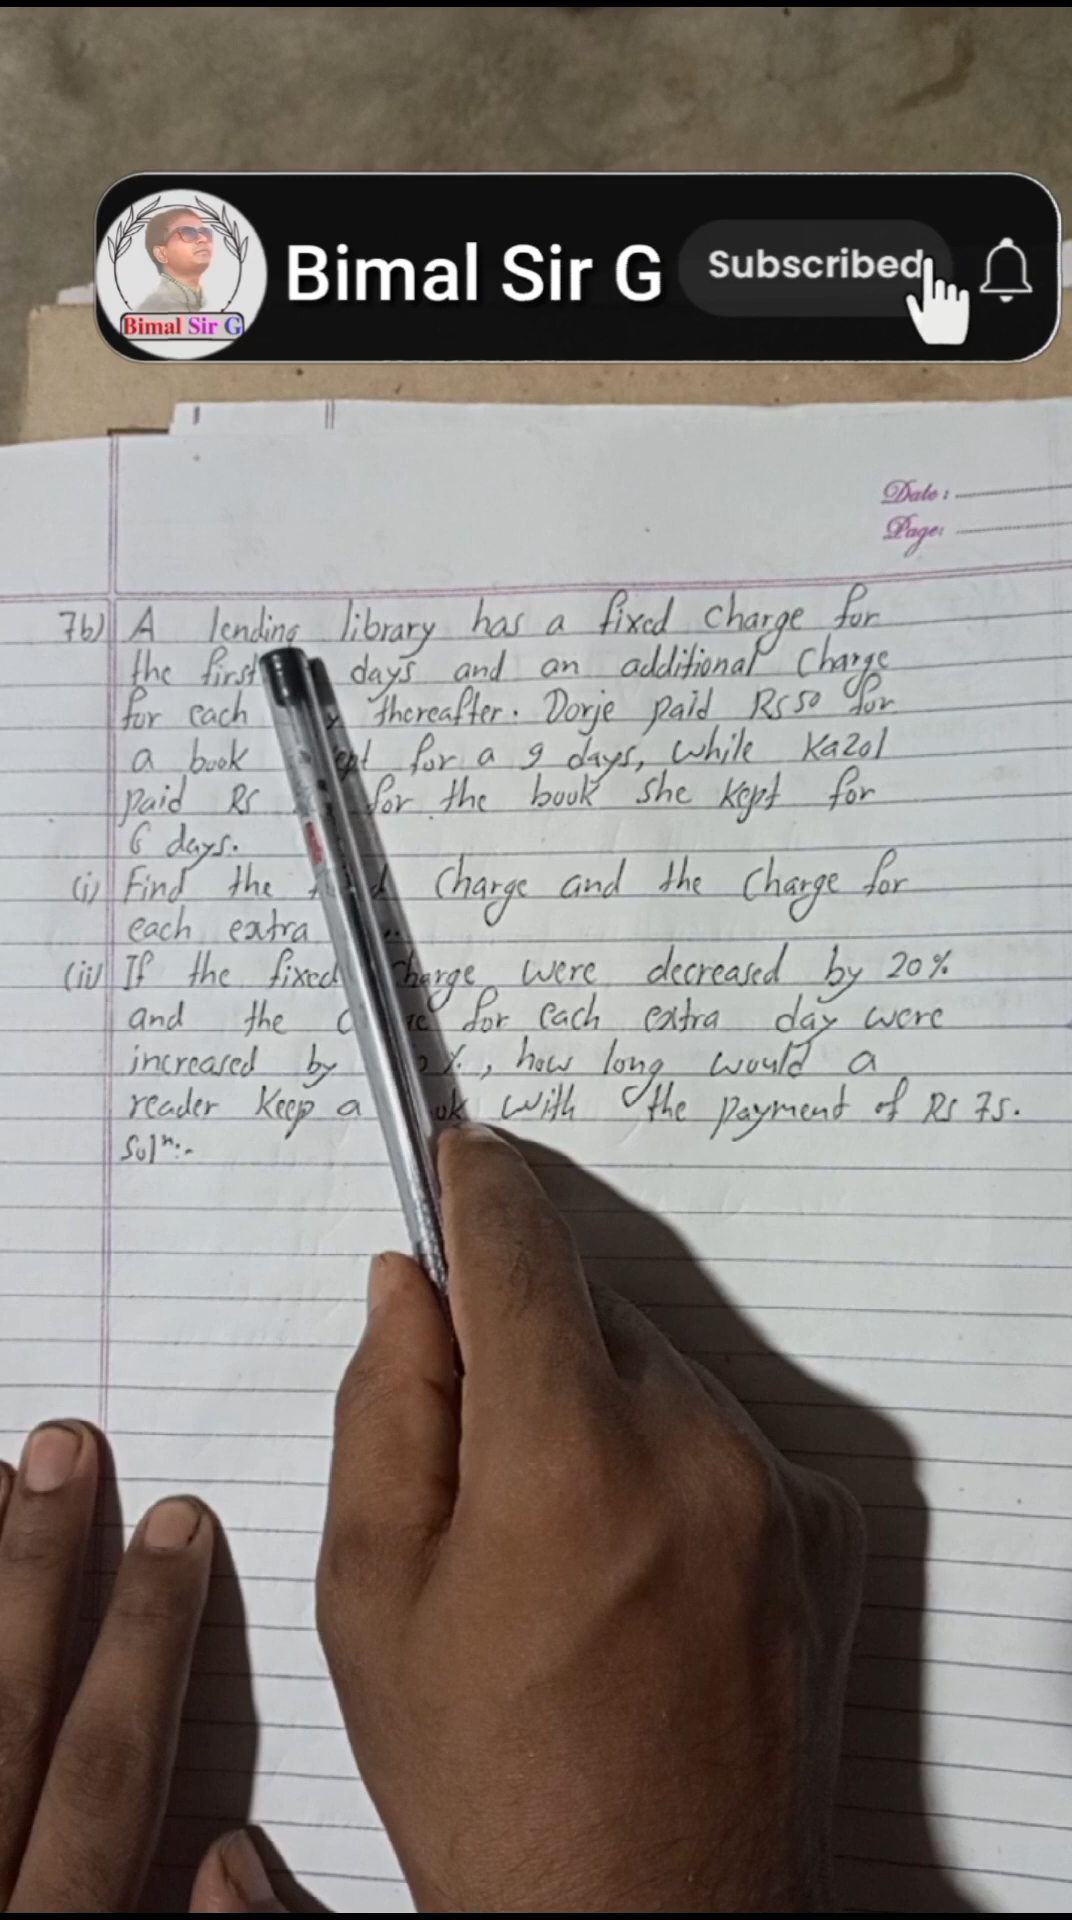 Bimal Sir G
Bimal Sir G
Subscribed
Date:
Page:
7b) A lending library has a fixed charge for
the first days and an additional charge
for each thereafter. Dorje paid Rs 50 for
a book for a 9 days, while Kazol
paid Rs for the book she kept for
6 days.
(i) Find the charge and the charge for
each extra
(ii) If the fixed charge were decreased by 20%
and the for each extra day were
increased by %, how long would a
reader keep a with the payment of Rs 75.
Solⁿ:-